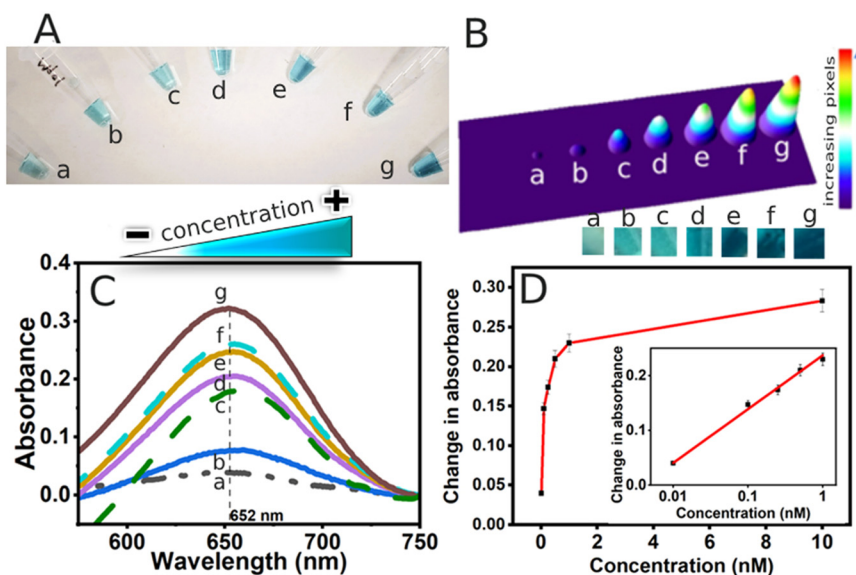 A
a
b
c
d
e
f
g
B
a
b
c
d
e
f
g
increasing pixels
a b c d e f g
concentration
C
0.4
0.3
0.2
0.1
0.0
Absorbance
g
f
e
d
c
b
a
652 nm
600 650 700 750
Wavelength (nm)
D
0.30
0.25
0.20
0.15
0.10
0.05
0.00
Change in absorbance
0 2 4 6 8 10
Concentration (nM)
0.2
0.1
0.0
Change in absorbance
0.01 0.1 1
Concentration (nM)